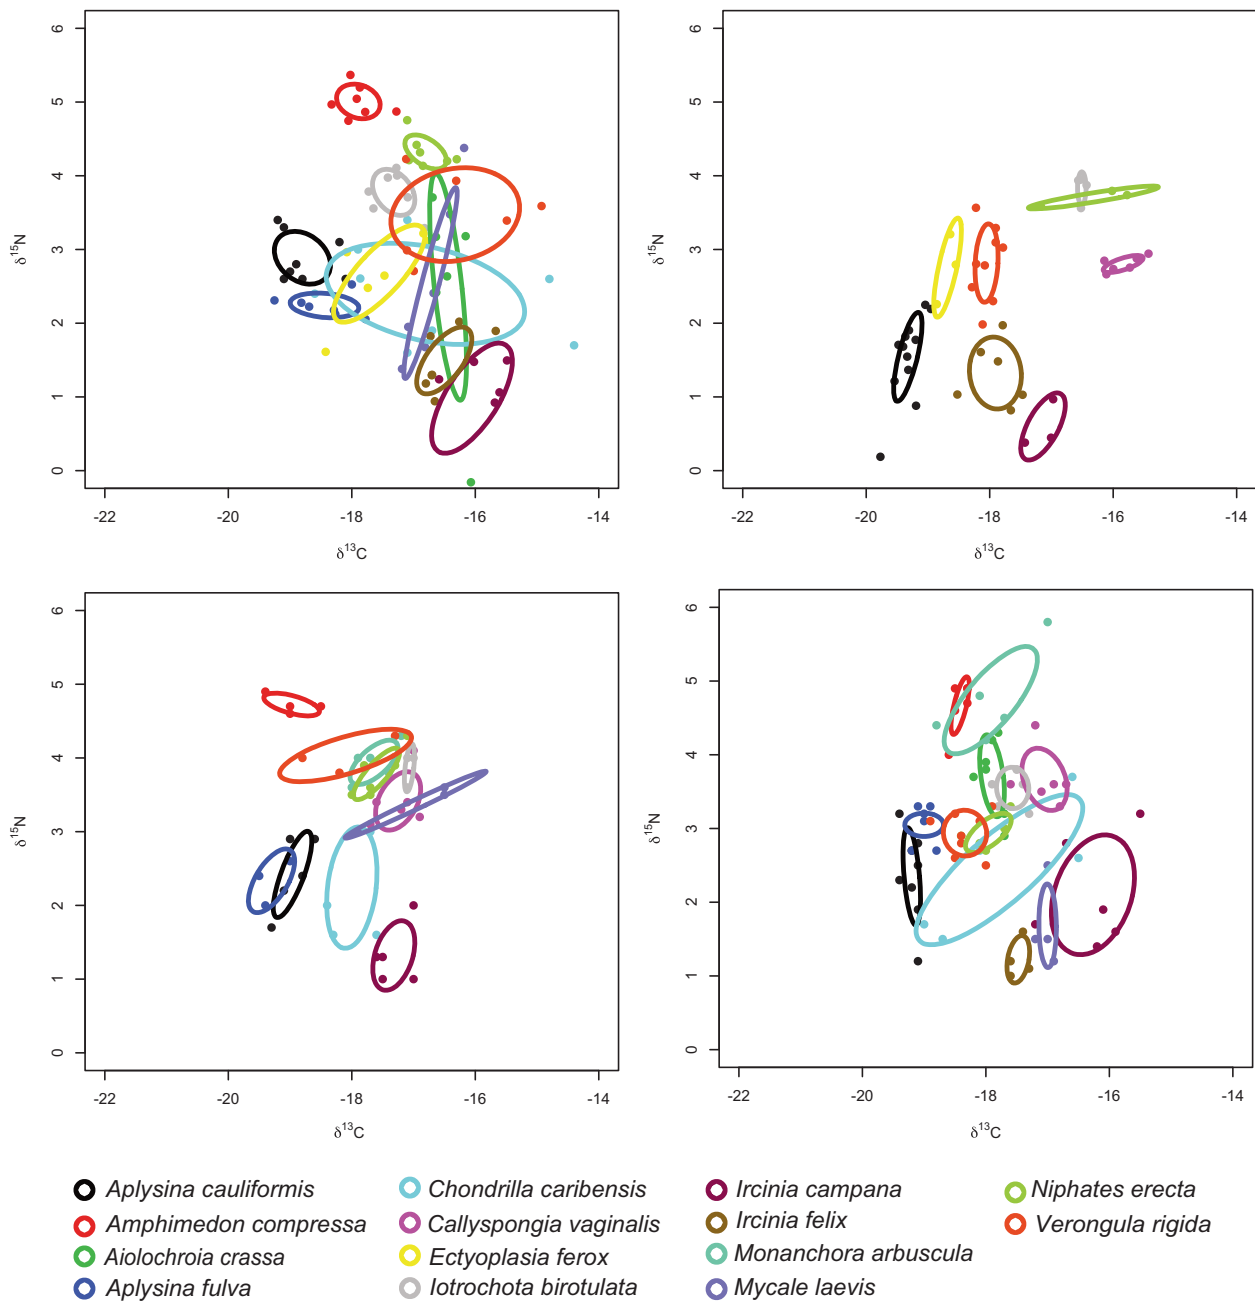 6
5
4
3
2
1
0
δ15N
-22 -20 -18 -16 -14
δ13C
6
5
4
3
2
1
0
δ15N
-22 -20 -18 -16 -14
δ13C
6
5
4
3
2
1
0
δ15N
-22 -20 -18 -16 -14
δ13C
6
5
4
3
2
1
0
δ15N
-22 -20 -18 -16 -14
δ13C
Aplysina cauliformis
Amphimedon compressa
Aiolochroia crassa
Aplysina fulva
Chondrilla caribensis
Callyspongia vaginalis
Ectyoplasia ferox
Iotrochota birotulata
Ircinia campana
Ircinia felix
Monanchora arbuscula
Mycale laevis
Niphates erecta
Verongula rigida